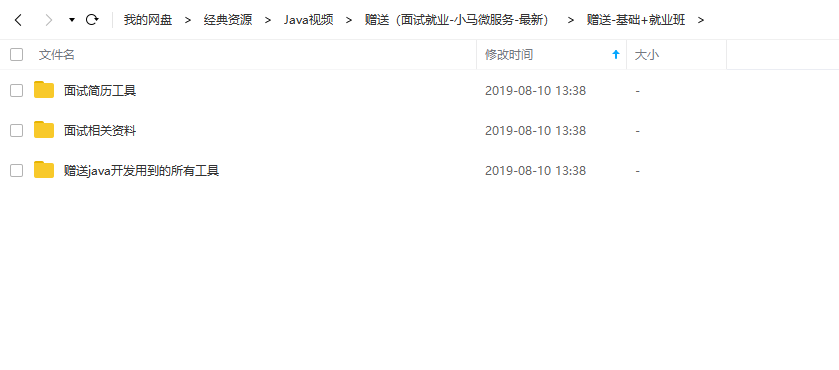 我的网盘 > 经典资源 > Java视频 > 赠送（面试就业-小马微服务-最新） > 赠送-基础+就业班 >
文件名 修改时间 大小
面试简历工具 2019-08-10 13:38 -
面试相关资料 2019-08-10 13:38 -
赠送java开发用到的所有工具 2019-08-10 13:38 -